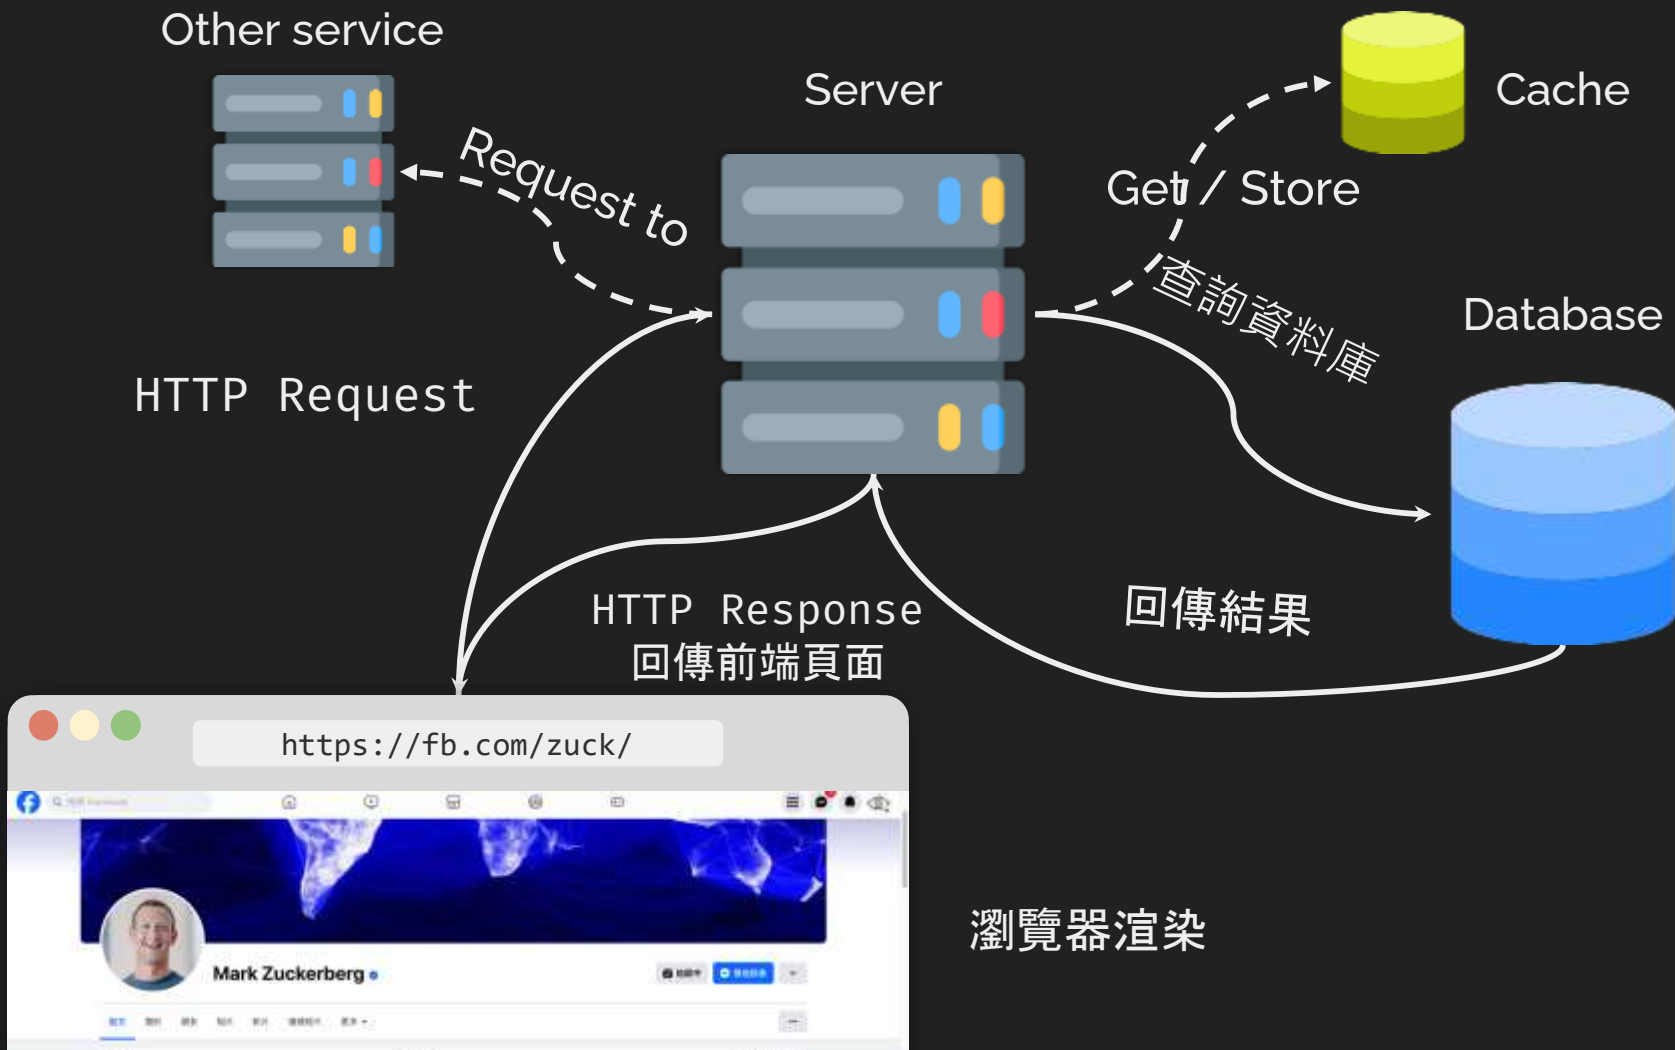 Other service
Server
Cache
Request to
Get / Store
查詢資料庫
Database
HTTP Request
HTTP Response
回傳前端頁面
回傳結果
https://fb.com/zuck/
Mark Zuckerberg
瀏覽器渲染